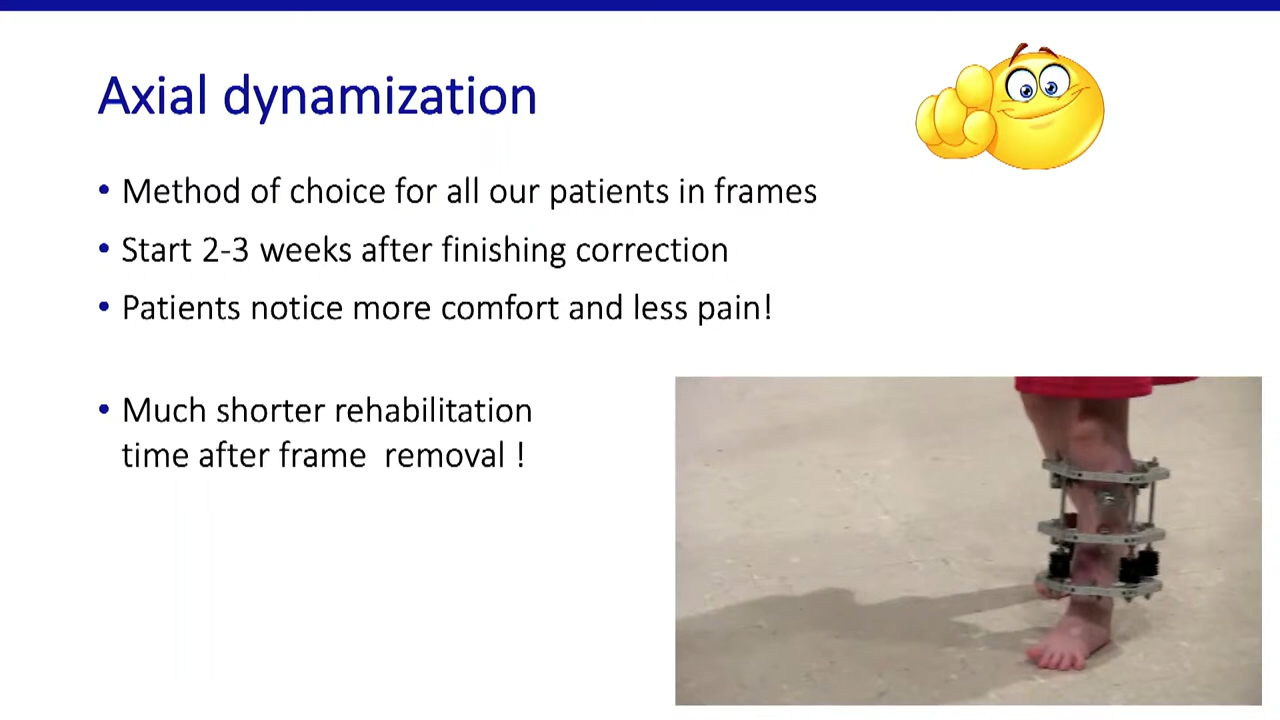 Axial dynamization
• Method of choice for all our patients in frames
• Start 2-3 weeks after finishing correction
• Patients notice more comfort and less pain!
• Much shorter rehabilitation
time after frame removal !